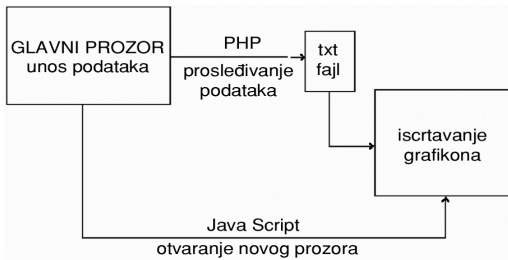 GLAVNI PROZOR
unos podataka
PHP
prosleđivanje
podataka
txt
fajl
iscrtavanje
grafikona
Java Script
otvaranje novog prozora